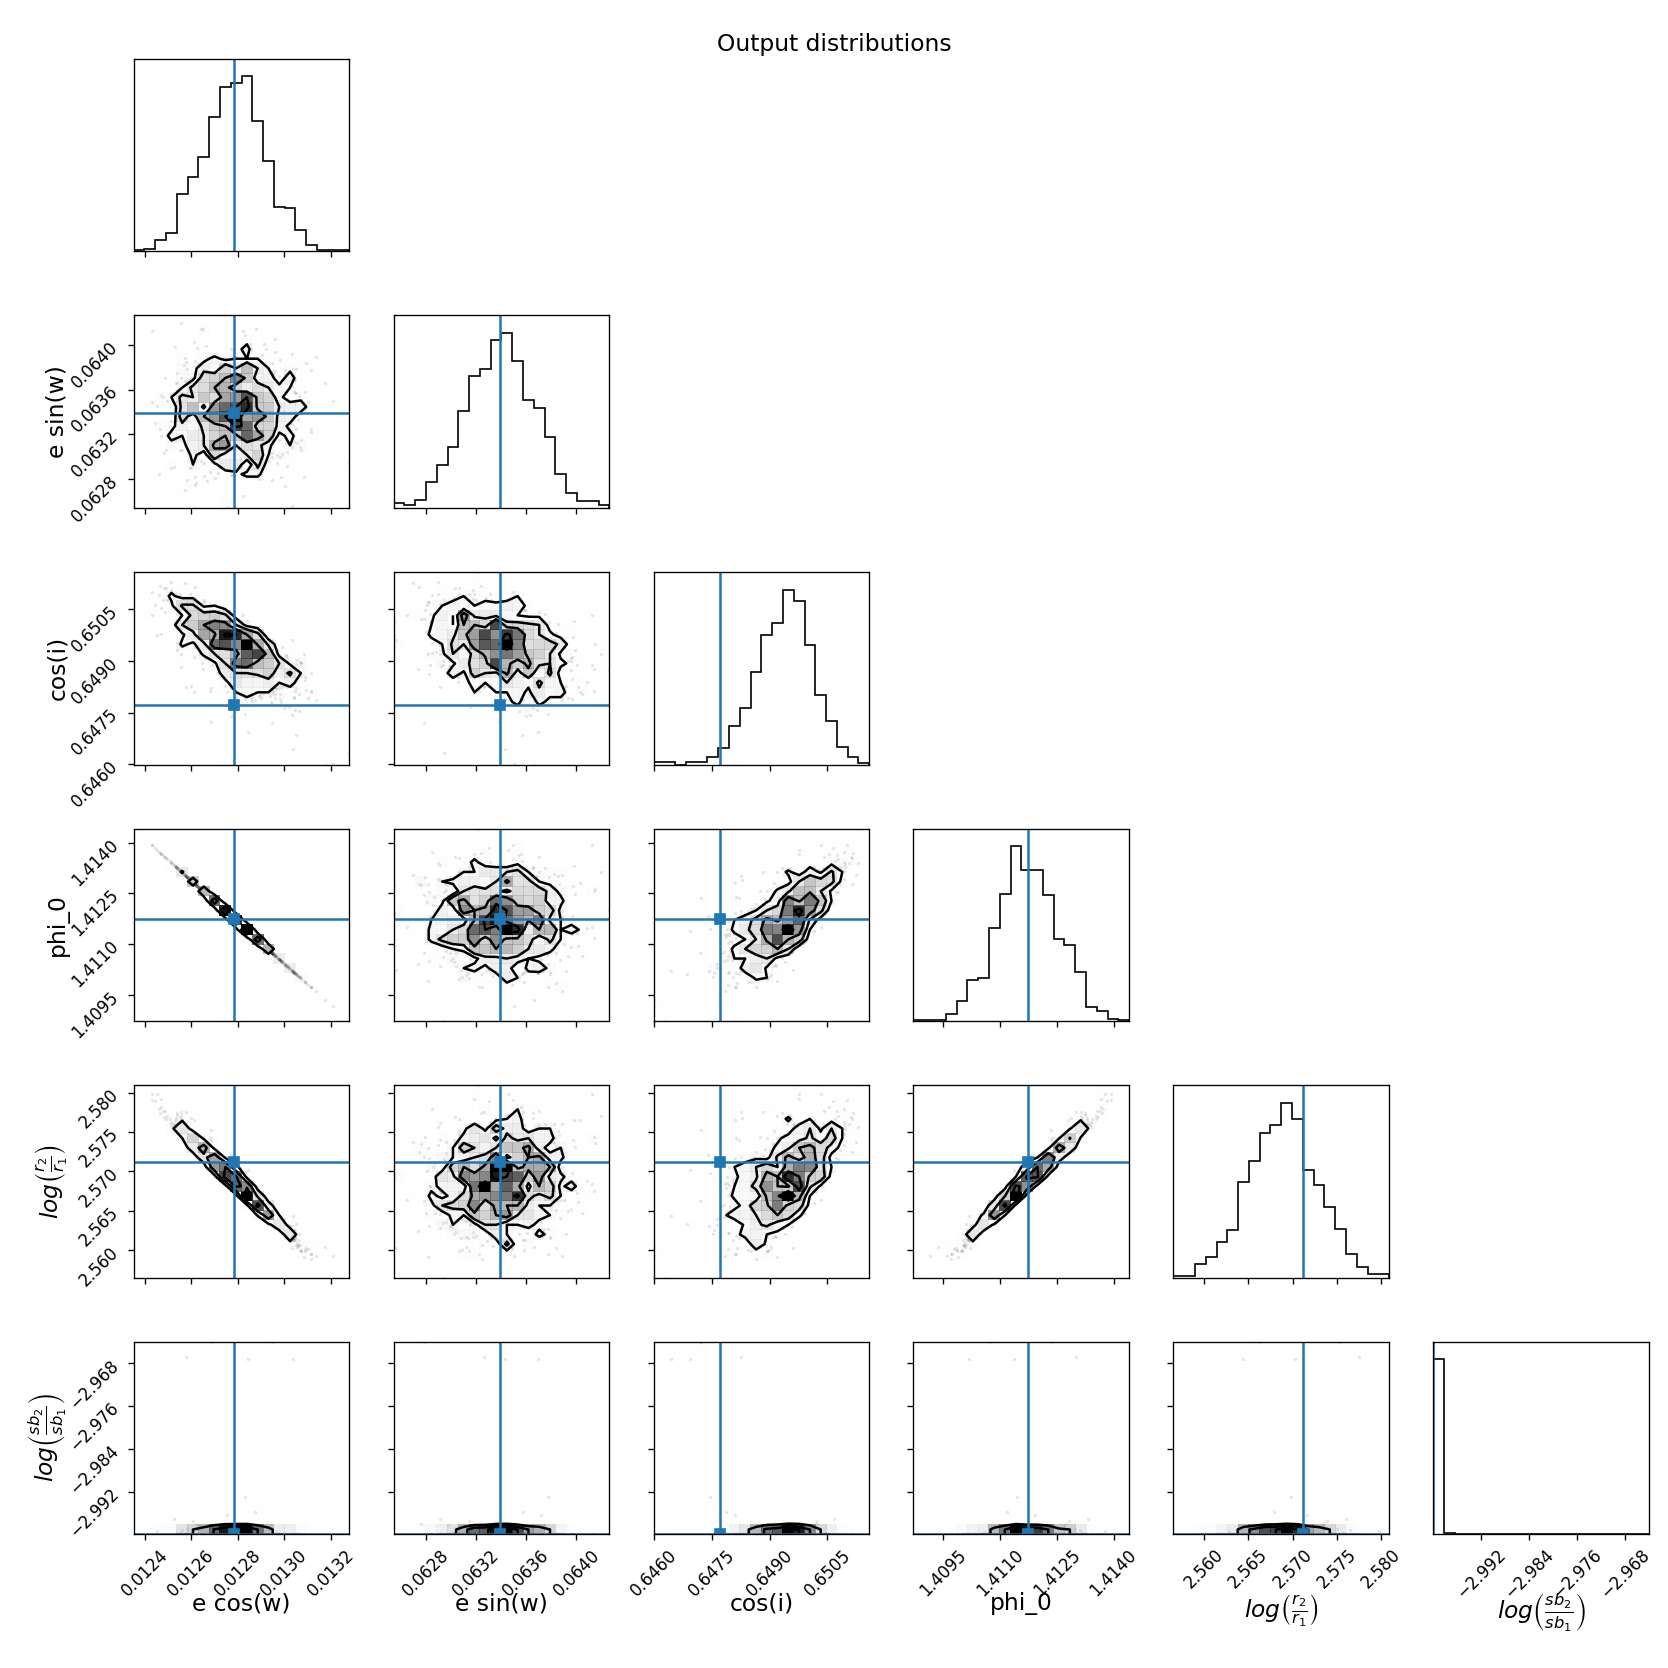 Output distributions
e sin(w)
0.0640
0.0636
0.0632
0.0628
cos(i)
0.6505
0.6490
0.6475
0.6460
phi_0
1.4140
1.4125
1.4110
1.4095
log(r2/r1)
2.580
2.575
2.570
2.565
2.560
log(sb2/sb1)
−2.968
−2.976
−2.984
−2.992
0.0124 0.0126 0.0128 0.0130 0.0132 0.0628 0.0632 0.0636 0.0640 0.6460 0.6475 0.6490 0.6505 1.4095 1.4110 1.4125 1.4140 2.560 2.565 2.570 2.575 2.580 −2.992 −2.984 −2.976 −2.968
e cos(w) e sin(w) cos(i) phi_0 log(r2/r1) log(sb2/sb1)